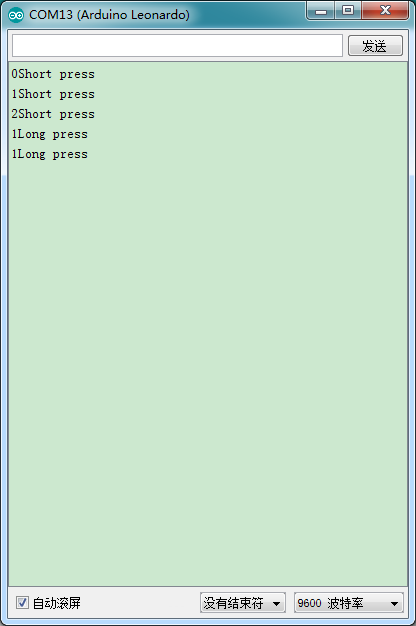 COM13 (Arduino Leonardo)
发送
0Short press
1Short press
2Short press
1Long press
1Long press
自动滚屏
没有结束符
9600 波特率